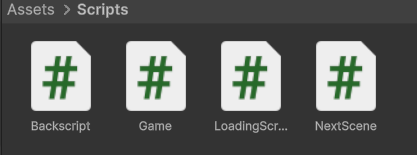 Assets > Scripts
# # # #
Backscript Game LoadingScr... NextScene